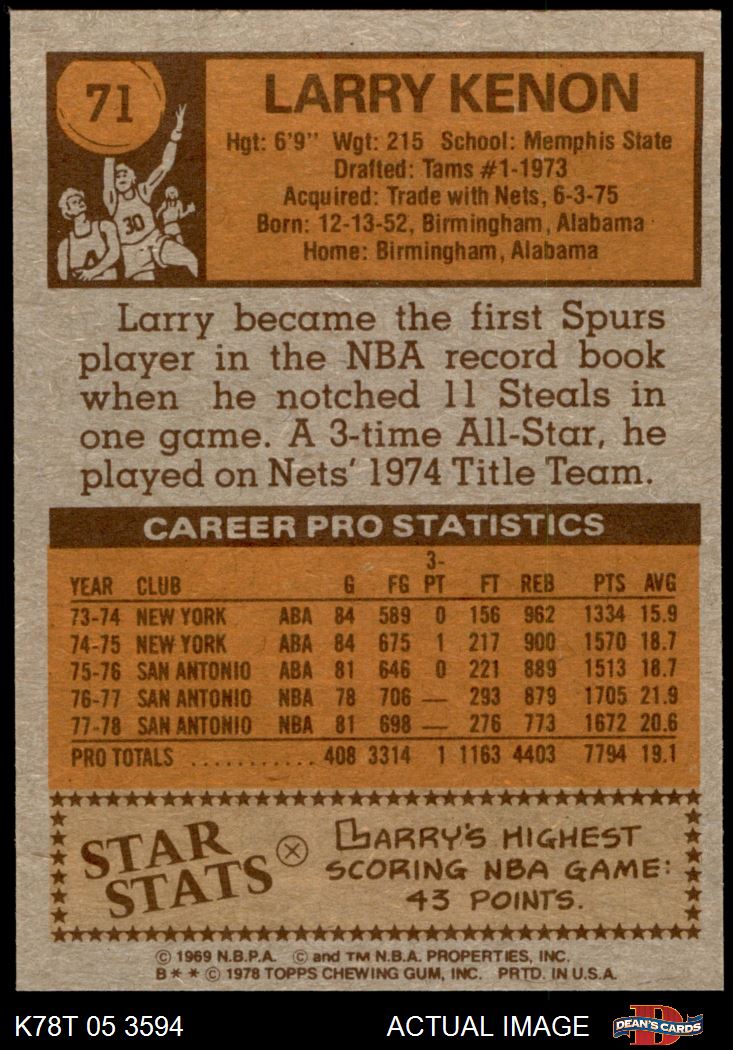 71
LARRY KENON
Hgt: 6'9" Wgt: 215 School: Memphis State
Drafted: Tams #1-1973
Acquired: Trade with Nets, 6-3-75
Born: 12-13-52, Birmingham, Alabama
Home: Birmingham, Alabama
30
Larry became the first Spurs
player in the NBA record book
when he notched 11 Steals in
one game. A 3-time All-Star, he
played on Nets' 1974 Title Team.
CAREER PRO STATISTICS
YEAR CLUB G FG 3-PT FT REB PTS AVG
73-74 NEW YORK ABA 84 589 0 156 962 1334 15.9
74-75 NEW YORK ABA 84 675 1 217 900 1570 18.7
75-76 SAN ANTONIO ABA 81 646 0 221 889 1513 18.7
76-77 SAN ANTONIO NBA 78 706 — 293 879 1705 21.9
77-78 SAN ANTONIO NBA 81 698 — 276 773 1672 20.6
PRO TOTALS ........... 408 3314 1 1163 4403 7794 19.1
STAR
STATS
LARRY'S HIGHEST
SCORING NBA GAME:
43 POINTS.
© 1969 N.B.P.A. © and TM N.B.A. PROPERTIES, INC.
B * * © 1978 TOPPS CHEWING GUM, INC. PRTD. IN U.S.A.
K78T 05 3594 ACTUAL IMAGE DEAN'S CARDS